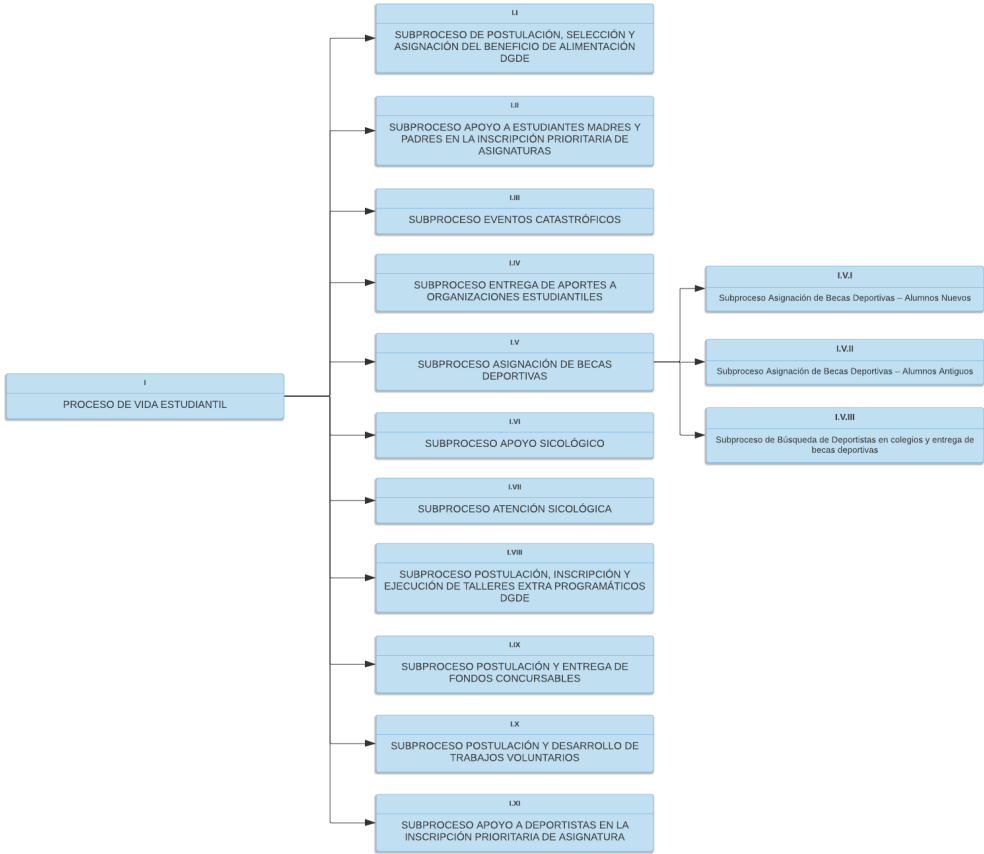 I
PROCESO DE VIDA ESTUDIANTIL
I.I
SUBPROCESO DE POSTULACIÓN, SELECCIÓN Y
ASIGNACIÓN DEL BENEFICIO DE ALIMENTACIÓN
DGDE
I.II
SUBPROCESO APOYO A ESTUDIANTES MADRES Y
PADRES EN LA INSCRIPCIÓN PRIORITARIA DE
ASIGNATURAS
I.III
SUBPROCESO EVENTOS CATASTRÓFICOS
I.IV
SUBPROCESO ENTREGA DE APORTES A
ORGANIZACIONES ESTUDIANTILES
I.V
SUBPROCESO ASIGNACIÓN DE BECAS
DEPORTIVAS
I.V.I
Subproceso Asignación de Becas Deportivas – Alumnos Nuevos
I.V.II
Subproceso Asignación de Becas Deportivas – Alumnos Antiguos
I.V.III
Subproceso de Búsqueda de Deportistas en colegios y entrega de
becas deportivas
I.VI
SUBPROCESO APOYO SICOLÓGICO
I.VII
SUBPROCESO ATENCIÓN SICOLÓGICA
I.VIII
SUBPROCESO POSTULACIÓN, INSCRIPCIÓN Y
EJECUCIÓN DE TALLERES EXTRA PROGRAMÁTICOS
DGDE
I.IX
SUBPROCESO POSTULACIÓN Y ENTREGA DE
FONDOS CONCURSABLES
I.X
SUBPROCESO POSTULACIÓN Y DESARROLLO DE
TRABAJOS VOLUNTARIOS
I.XI
SUBPROCESO APOYO A DEPORTISTAS EN LA
INSCRIPCIÓN PRIORITARIA DE ASIGNATURA